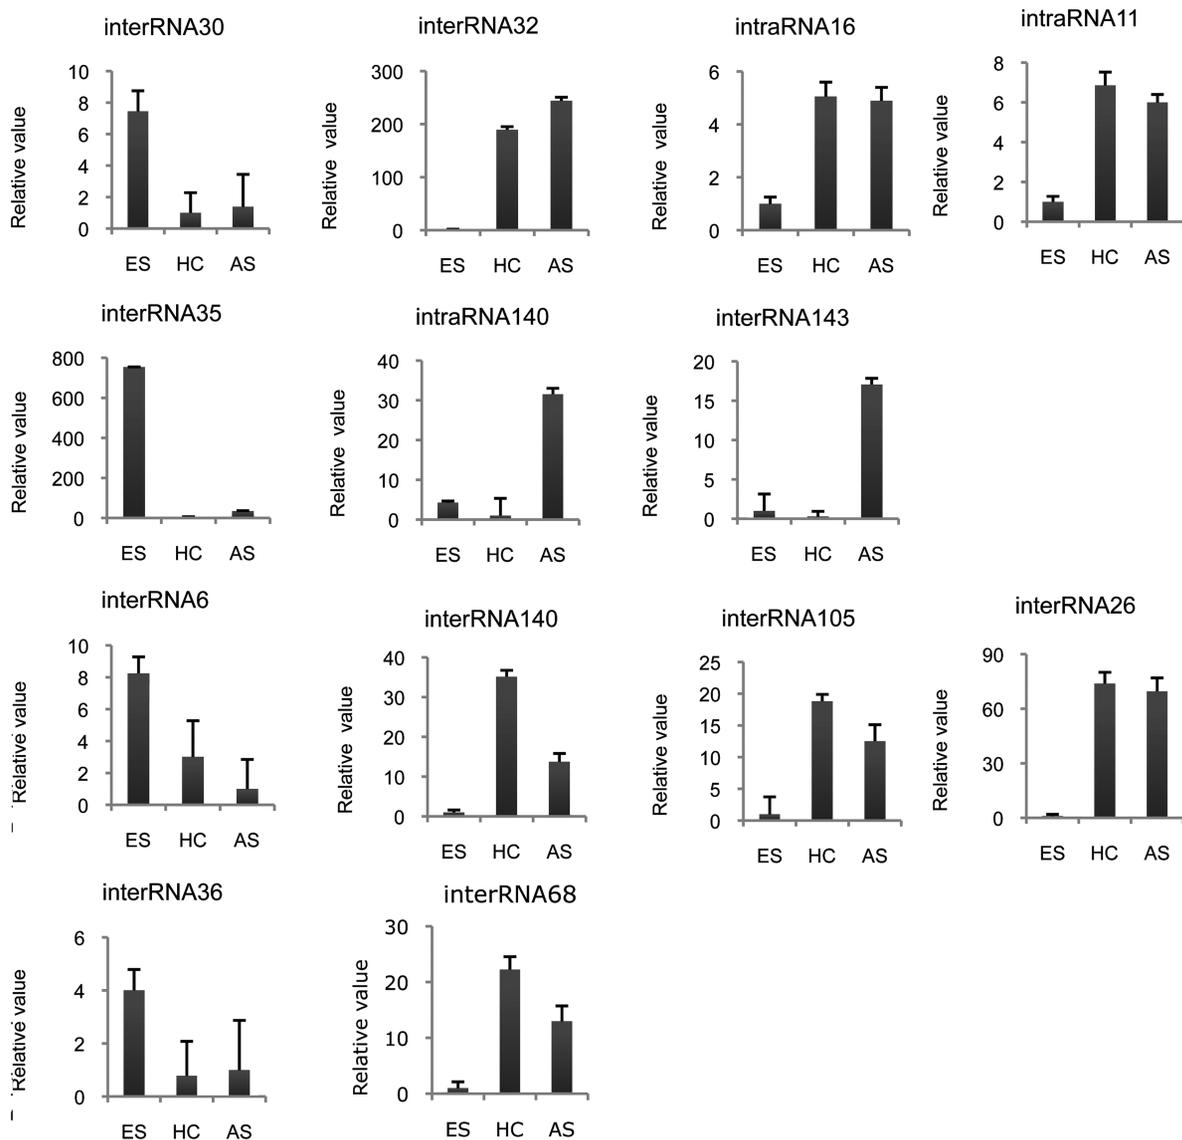 interRNA30
Relative value
10
8
6
4
2
0
ES HC AS
interRNA32
Relative value
300
200
100
0
ES HC AS
intraRNA16
Relative value
6
4
2
0
ES HC AS
intraRNA11
Relative value
8
6
4
2
0
ES HC AS
interRNA35
Relative value
800
600
400
200
0
ES HC AS
intraRNA140
Relative value
40
30
20
10
0
ES HC AS
interRNA143
Relative value
20
15
10
5
0
ES HC AS
interRNA6
Relative value
10
8
6
4
2
0
ES HC AS
interRNA140
Relative value
40
30
20
10
0
ES HC AS
interRNA105
Relative value
25
20
15
10
5
0
ES HC AS
interRNA26
Relative value
90
60
30
0
ES HC AS
interRNA36
Relative value
6
4
2
0
ES HC AS
interRNA68
Relative value
30
20
10
0
ES HC AS